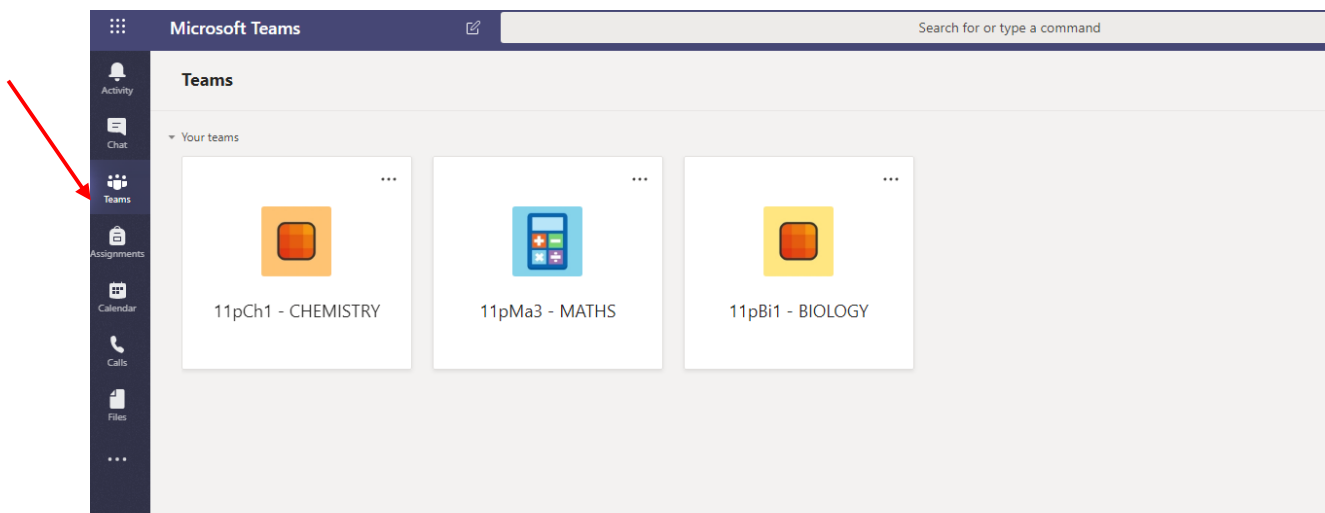 Microsoft Teams
Search for or type a command
Activity
Chat
Teams
Assignments
Calendar
Calls
Files
Teams
Your teams
11pCh1 - CHEMISTRY
11pMa3 - MATHS
11pBi1 - BIOLOGY